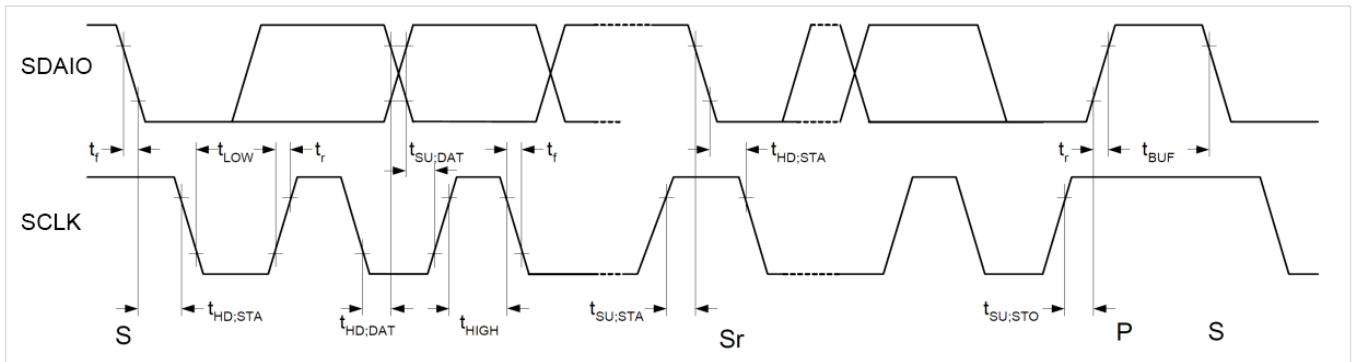 SDAIO
t_f t_LOW t_r t_SU;DAT t_f t_HD;STA t_r t_BUF
SCLK
t_HD;STA t_HD;DAT t_HIGH t_SU;STA t_SU;STO
S Sr P S